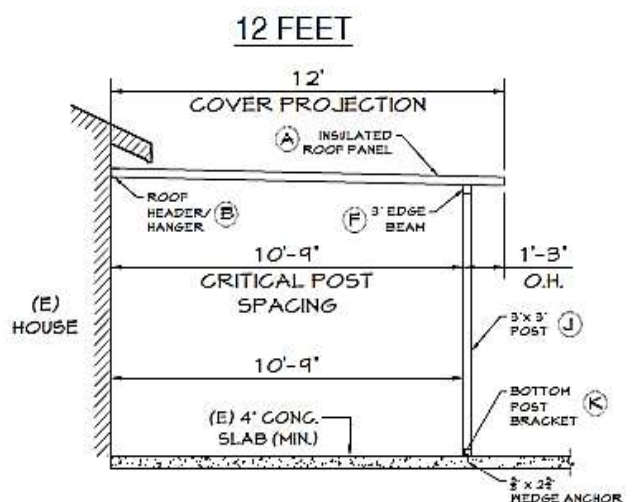 12 FEET
12'
COVER PROJECTION
A
INSULATED
ROOF PANEL
ROOF
HEADER/
HANGER
B
F
3" EDGE
BEAM
10'-9"
CRITICAL POST
SPACING
1'-3"
O.H.
(E)
HOUSE
3" x 3"
POST
J
10'-9"
(E) 4" CONC.
SLAB (MIN.)
BOTTOM
POST
BRACKET
K
WEDGE ANCHOR